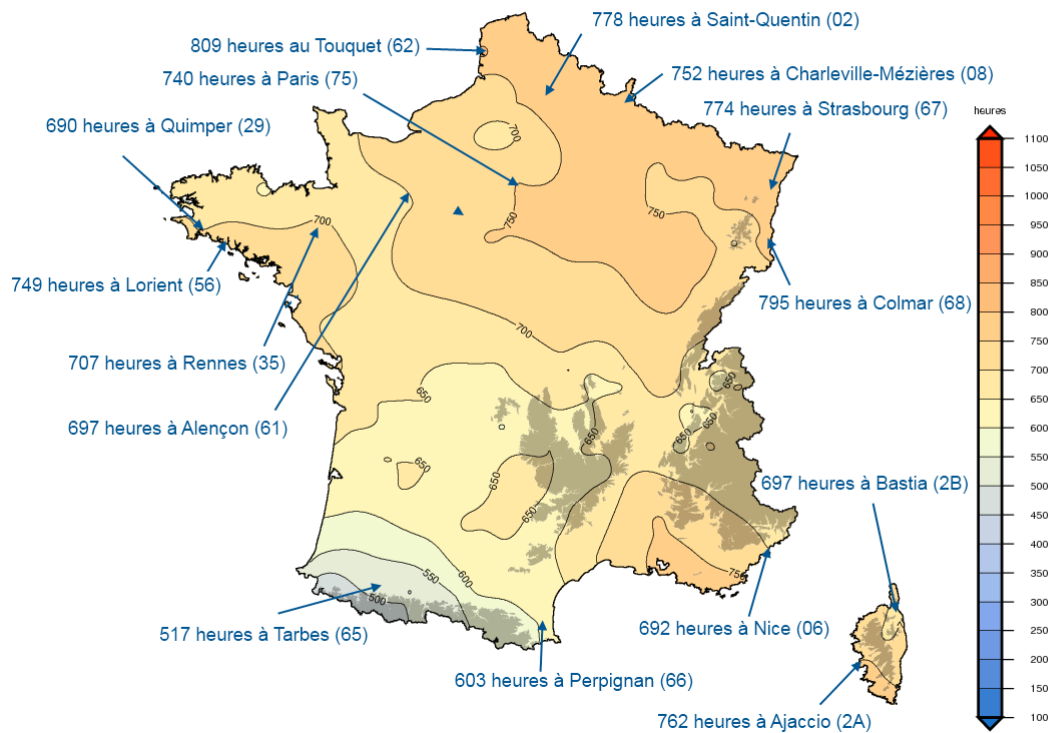 778 heures à Saint-Quentin (02)
809 heures au Touquet (62)
740 heures à Paris (75)
752 heures à Charleville-Mézières (08)
774 heures à Strasbourg (67)
690 heures à Quimper (29)
749 heures à Lorient (56)
795 heures à Colmar (68)
707 heures à Rennes (35)
697 heures à Alençon (61)
697 heures à Bastia (2B)
517 heures à Tarbes (65)
692 heures à Nice (06)
603 heures à Perpignan (66)
762 heures à Ajaccio (2A)
700
750
750
700
700
650
650
650
650
650
650
650
600
550
500
750
heures
1100
1050
1000
950
900
850
800
750
700
650
600
550
500
450
400
350
300
250
200
150
100